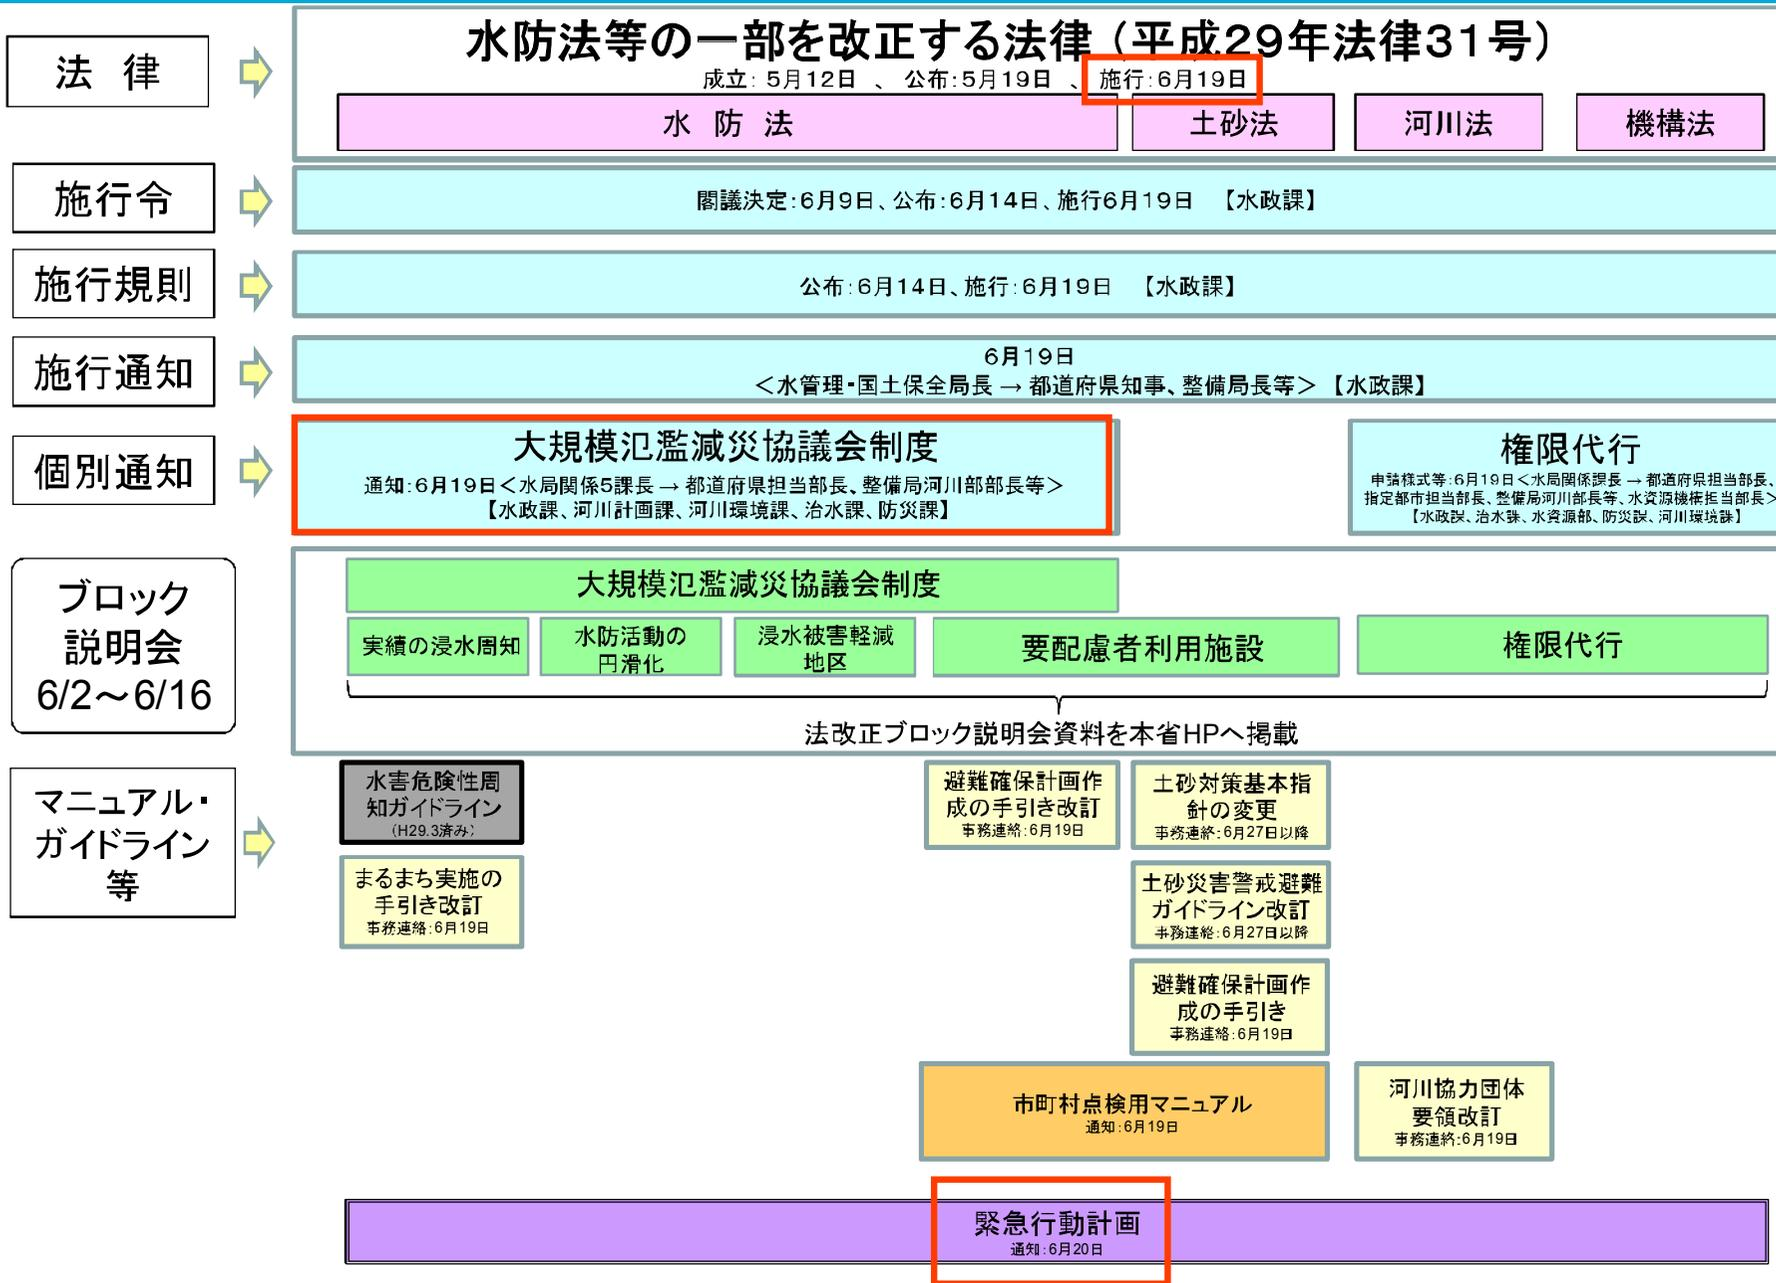 法　律
水防法等の一部を改正する法律（平成29年法律31号）
成立：5月12日　、　公布：5月19日　、　施行：6月19日
水　防　法
土砂法
河川法
機構法
施行令
閣議決定：6月9日、公布：6月14日、施行6月19日　【水政課】
施行規則
公布：6月14日、施行：6月19日　【水政課】
施行通知
6月19日
＜水管理・国土保全局長 → 都道府県知事、整備局長等＞　【水政課】
個別通知
大規模氾濫減災協議会制度
通知：6月19日＜水局関係5課長 → 都道府県担当部長、整備局河川部部長等＞
【水政課、河川計画課、河川環境課、治水課、防災課】
権限代行
申請様式等：6月19日＜水局関係課長 → 都道府県担当部長、
指定都市担当部長、整備局河川部長等、水資源機構担当部長＞
【水政課、治水課、水資源部、防災課、河川環境課】
ブロック
説明会
6/2～6/16
大規模氾濫減災協議会制度
実績の浸水周知
水防活動の
円滑化
浸水被害軽減
地区
要配慮者利用施設
権限代行
法改正ブロック説明会資料を本省HPへ掲載
マニュアル・
ガイドライン
等
水害危険性周
知ガイドライン
（H29.3済み）
まるまち実施の
手引き改訂
事務連絡：6月19日
避難確保計画作
成の手引き改訂
事務連絡：6月19日
土砂対策基本指
針の変更
事務連絡：6月27日以降
土砂災害警戒避難
ガイドライン改訂
事務連絡：6月27日以降
避難確保計画作
成の手引き
事務連絡：6月19日
市町村点検用マニュアル
通知：6月19日
河川協力団体
要領改訂
事務連絡：6月19日
緊急行動計画
通知：6月20日